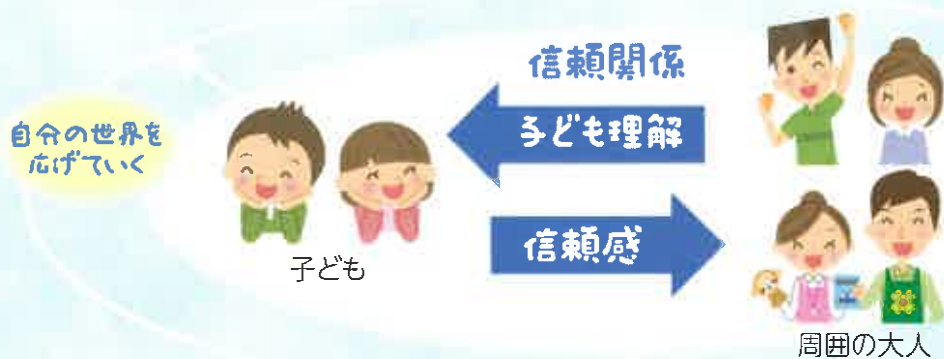 信頼関係
子ども理解
自分の世界を
広げていく
信頼感
子ども
周囲の大人